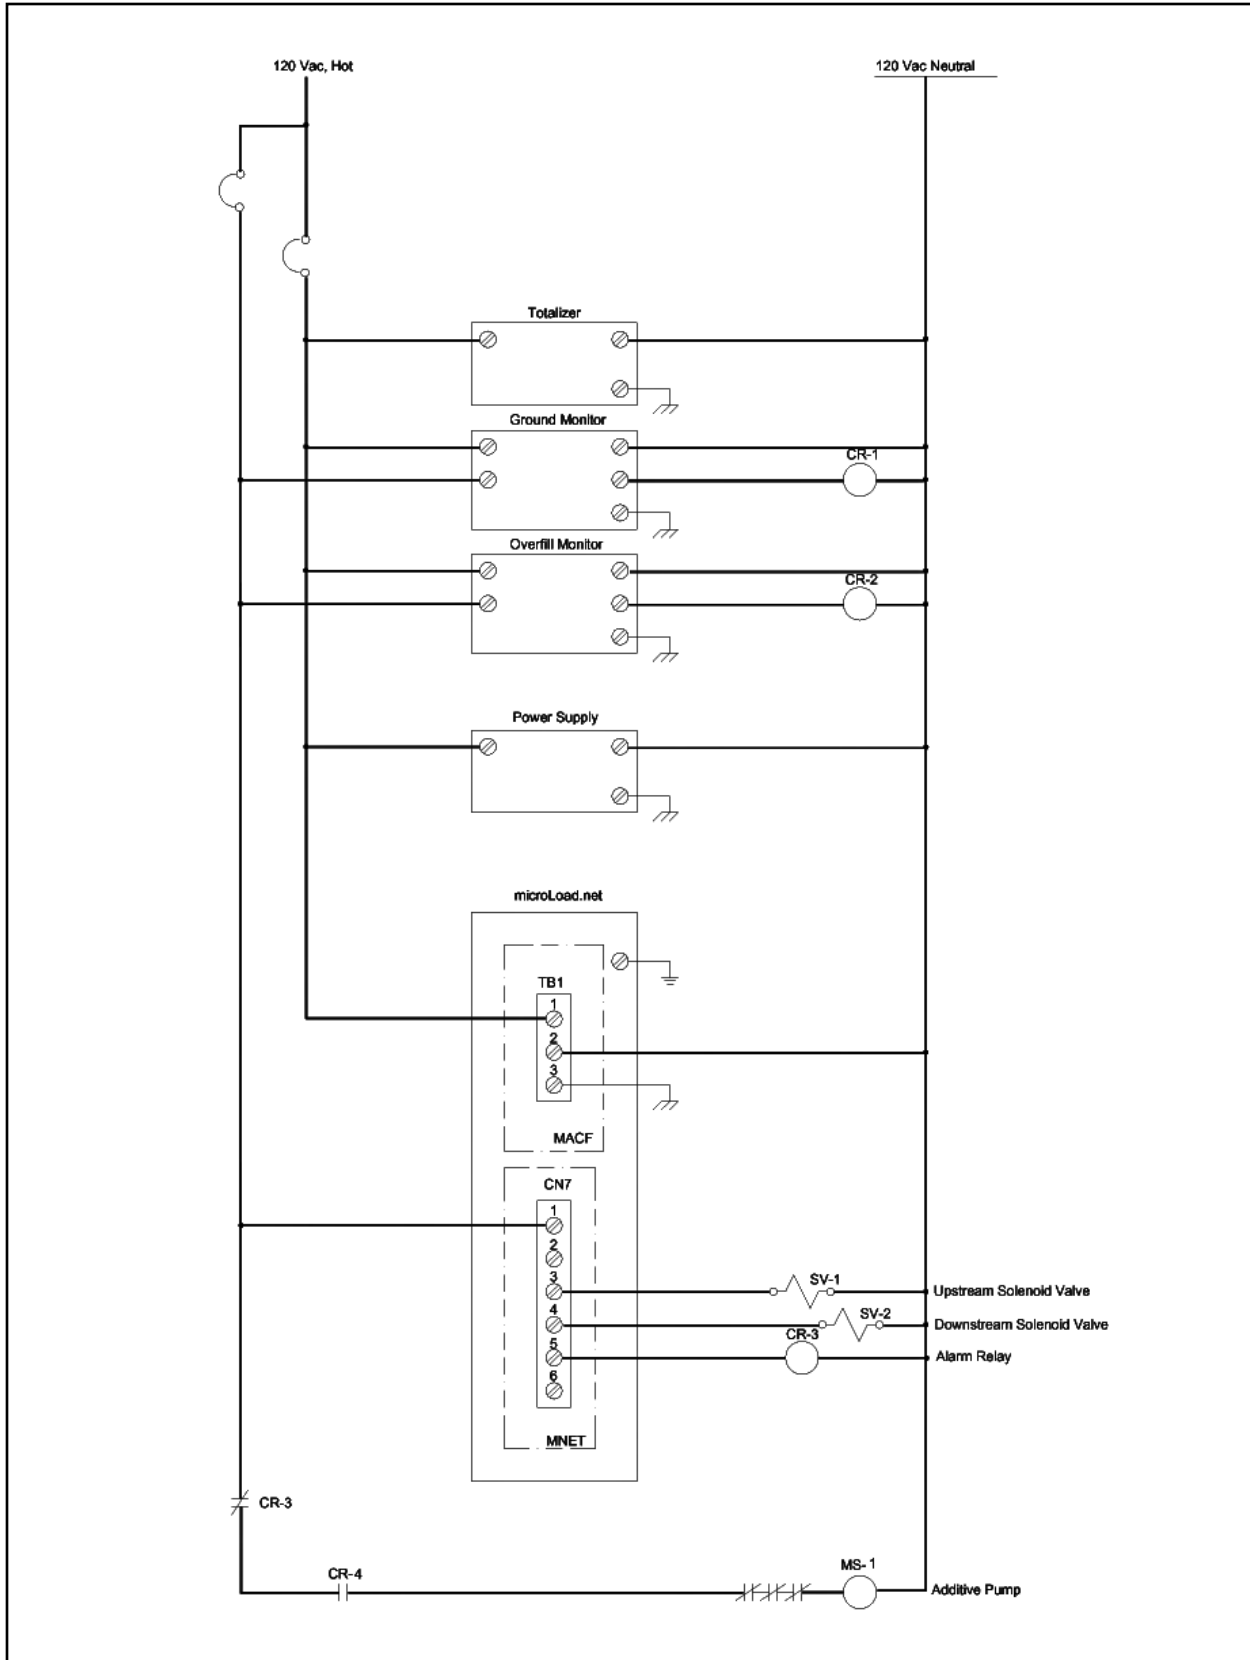 120 Vac, Hot
120 Vac Neutral
Totalizer
Ground Monitor
CR-1
Overfill Monitor
CR-2
Power Supply
microLoad.net
TB1
1
2
3
MACF
CN7
1
2
3
SV-1
Upstream Solenoid Valve
4
SV-2
Downstream Solenoid Valve
CR-3
5
Alarm Relay
6
MNET
CR-3
CR-4
MS-1
Additive Pump